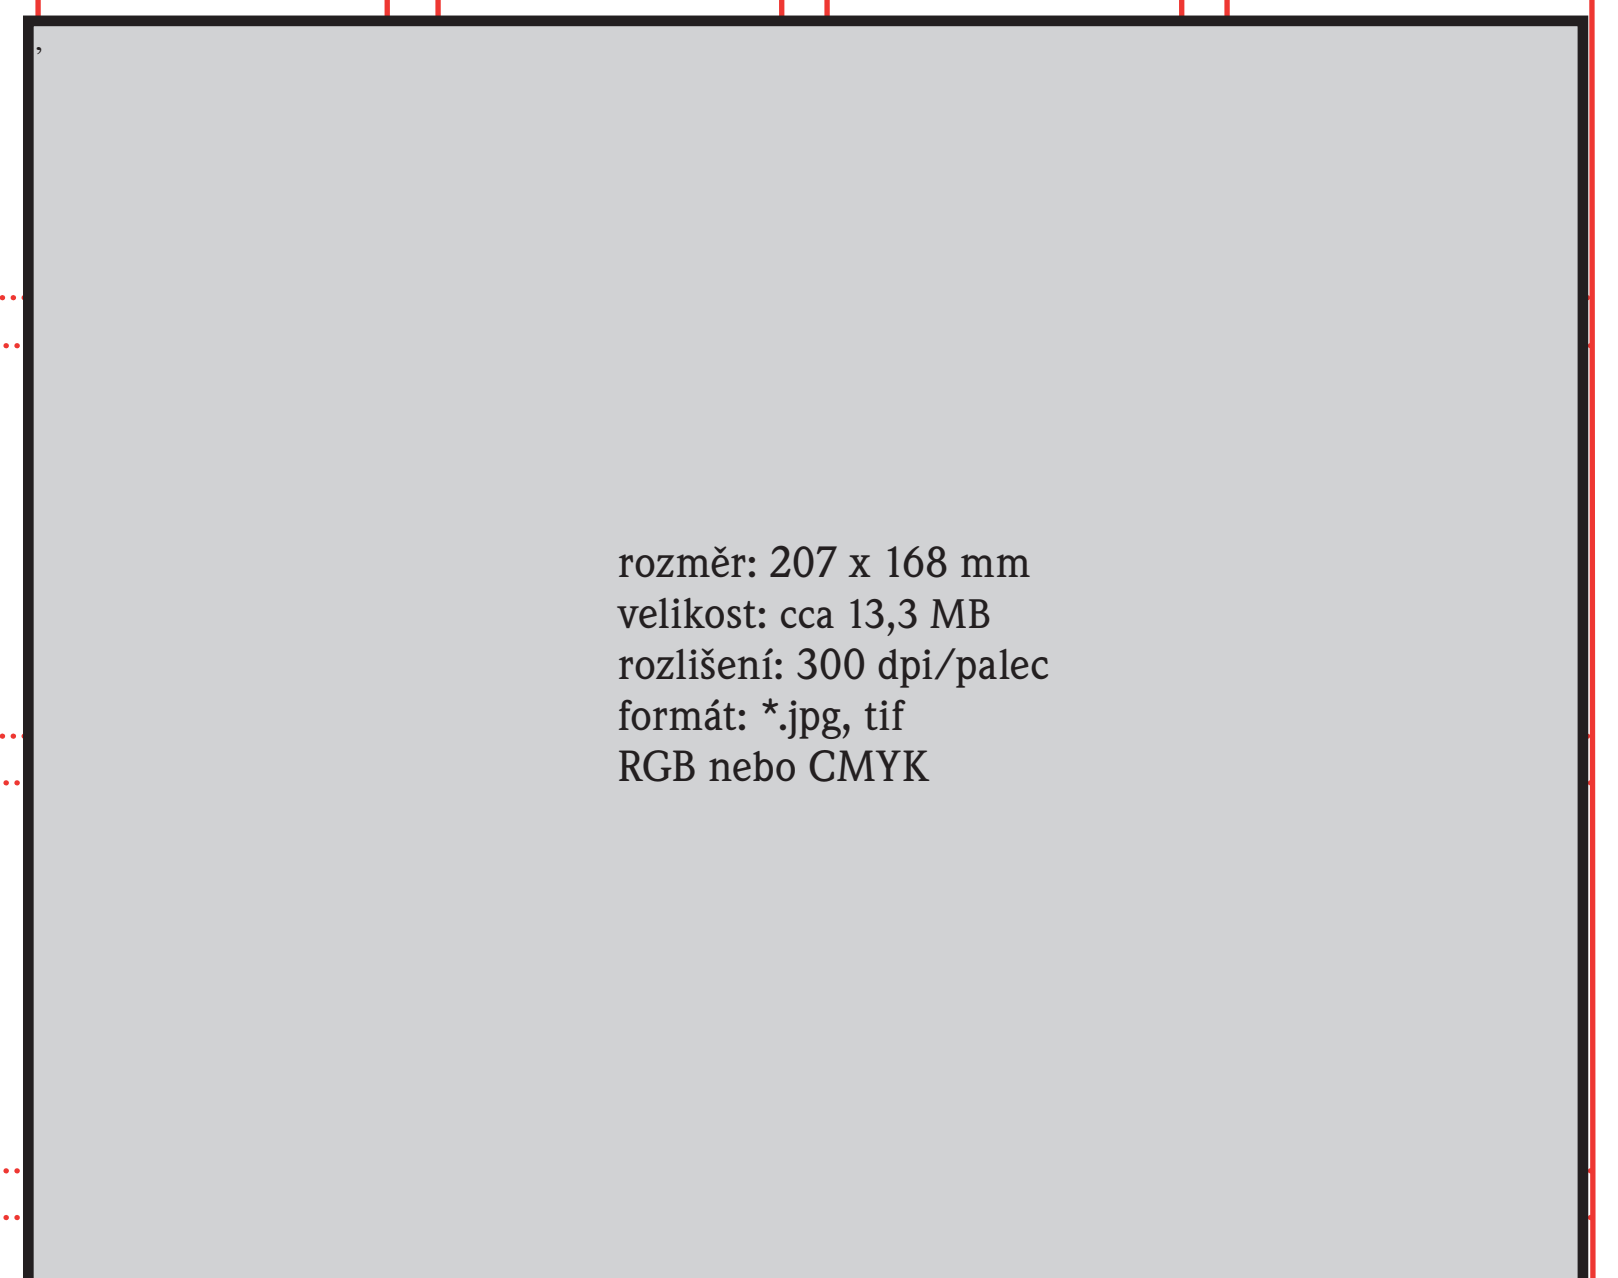 ,
rozměr: 207 x 168 mm
velikost: cca 13,3 MB
rozlišení: 300 dpi/palec
formát: *.jpg, tif
RGB nebo CMYK